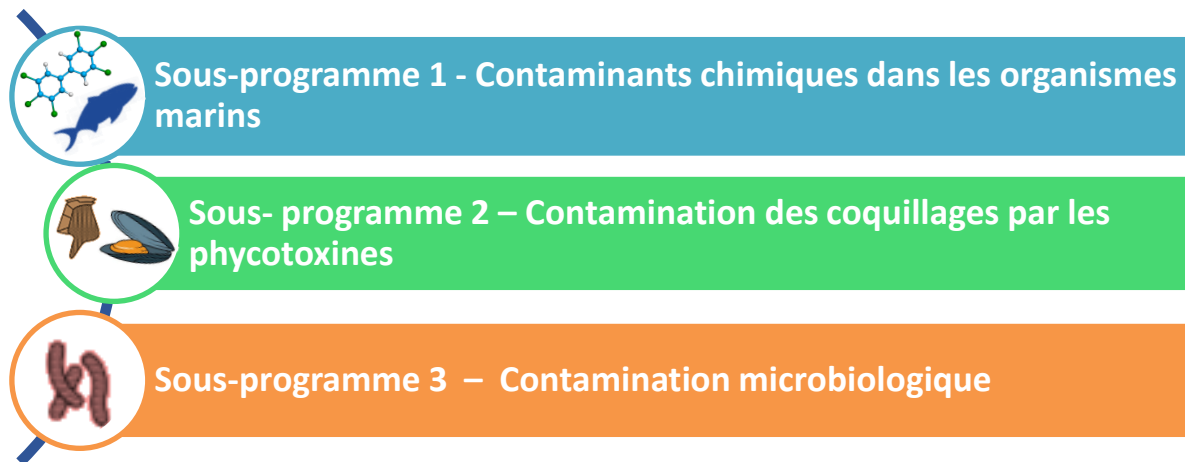 Sous-programme 1 - Contaminants chimiques dans les organismes
marins
Sous- programme 2 – Contamination des coquillages par les
phycotoxines
Sous-programme 3 – Contamination microbiologique